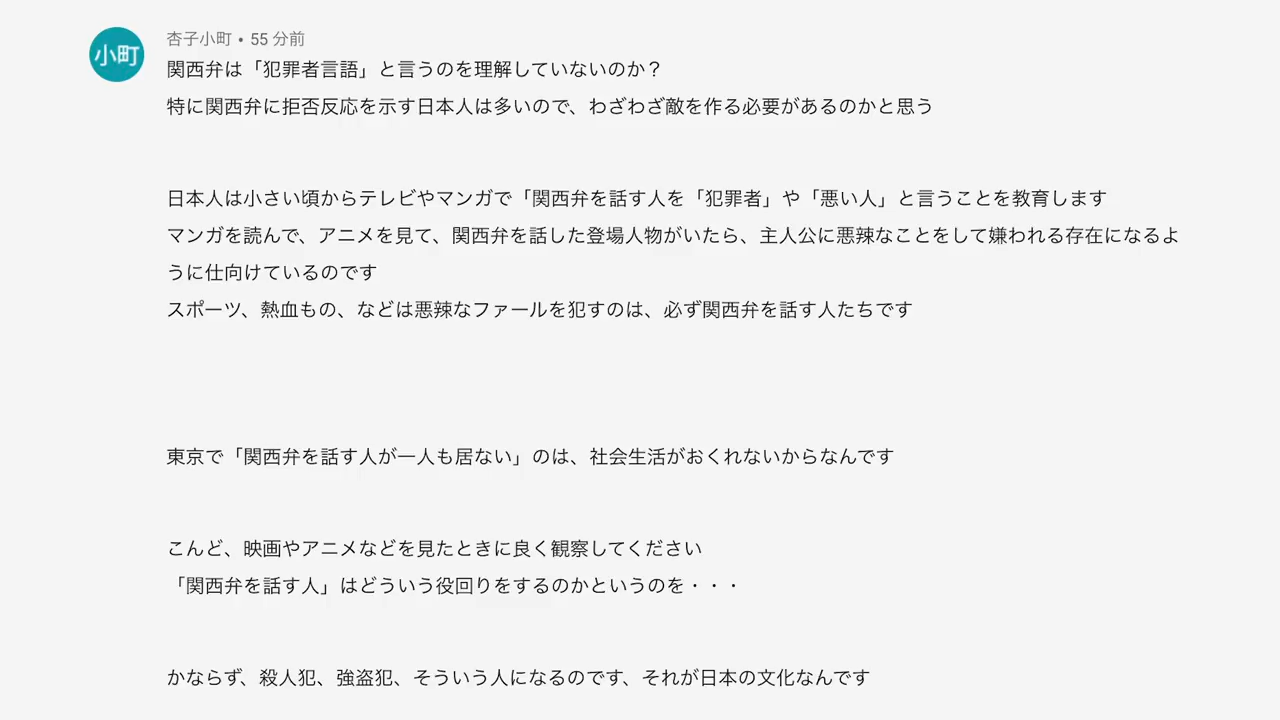 小町
杏子小町 • 55 分前
関西弁は「犯罪者言語」と言うのを理解していないのか？
特に関西弁に拒否反応を示す日本人は多いので、わざわざ敵を作る必要があるのかと思う
日本人は小さい頃からテレビやマンガで「関西弁を話す人を「犯罪者」や「悪い人」と言うことを教育します
マンガを読んで、アニメを見て、関西弁を話した登場人物がいたら、主人公に悪辣なことをして嫌われる存在になるよ
うに仕向けているのです
スポーツ、熱血もの、などは悪辣なファールを犯すのは、必ず関西弁を話す人たちです
東京で「関西弁を話す人が一人も居ない」のは、社会生活がおくれないからなんです
こんど、映画やアニメなどを見たときに良く観察してください
「関西弁を話す人」はどういう役回りをするのかというのを・・・
かならず、殺人犯、強盗犯、そういう人になるのです、それが日本の文化なんです